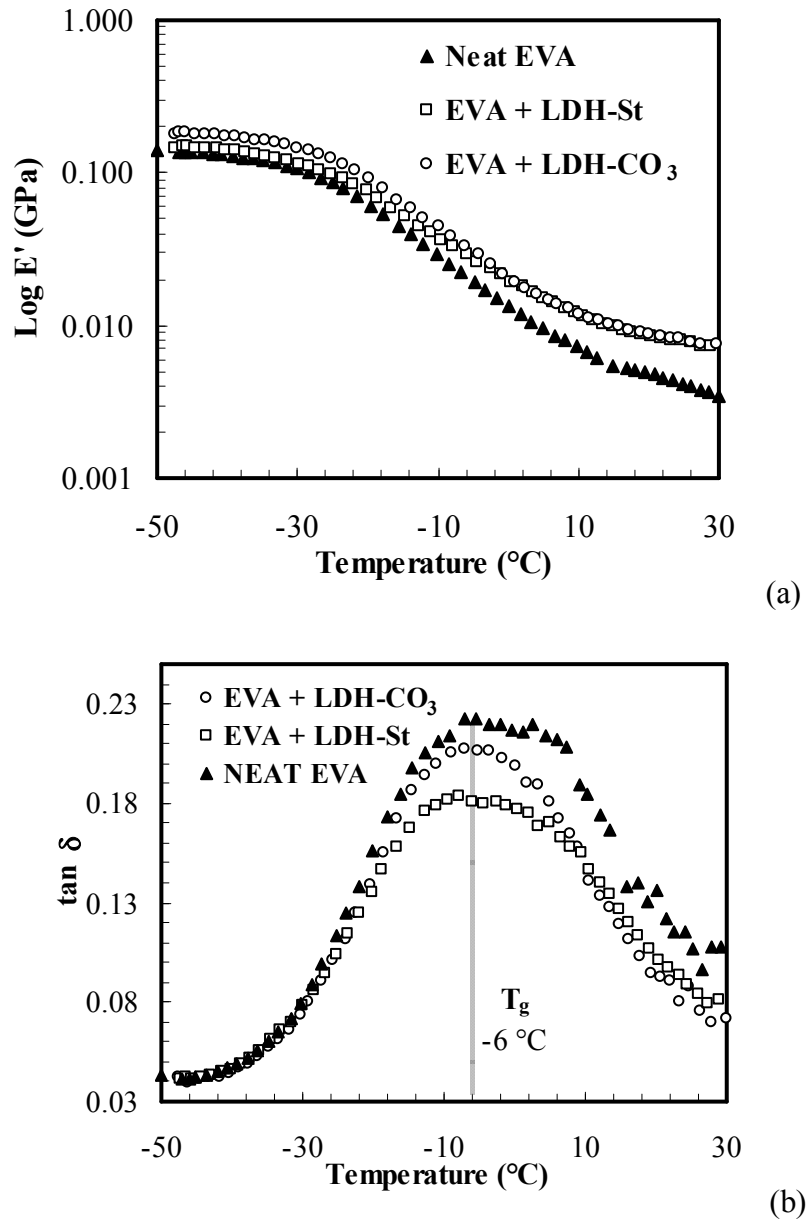 1.000
0.100
0.010
0.001
Log E' (GPa)
Neat EVA
EVA + LDH-St
EVA + LDH-CO₃
-50 -30 -10 10 30
Temperature (°C)
(a)
0.23
0.18
0.13
0.08
0.03
tan δ
EVA + LDH-CO₃
EVA + LDH-St
NEAT EVA
Tg
-6 °C
-50 -30 -10 10 30
Temperature (°C)
(b)